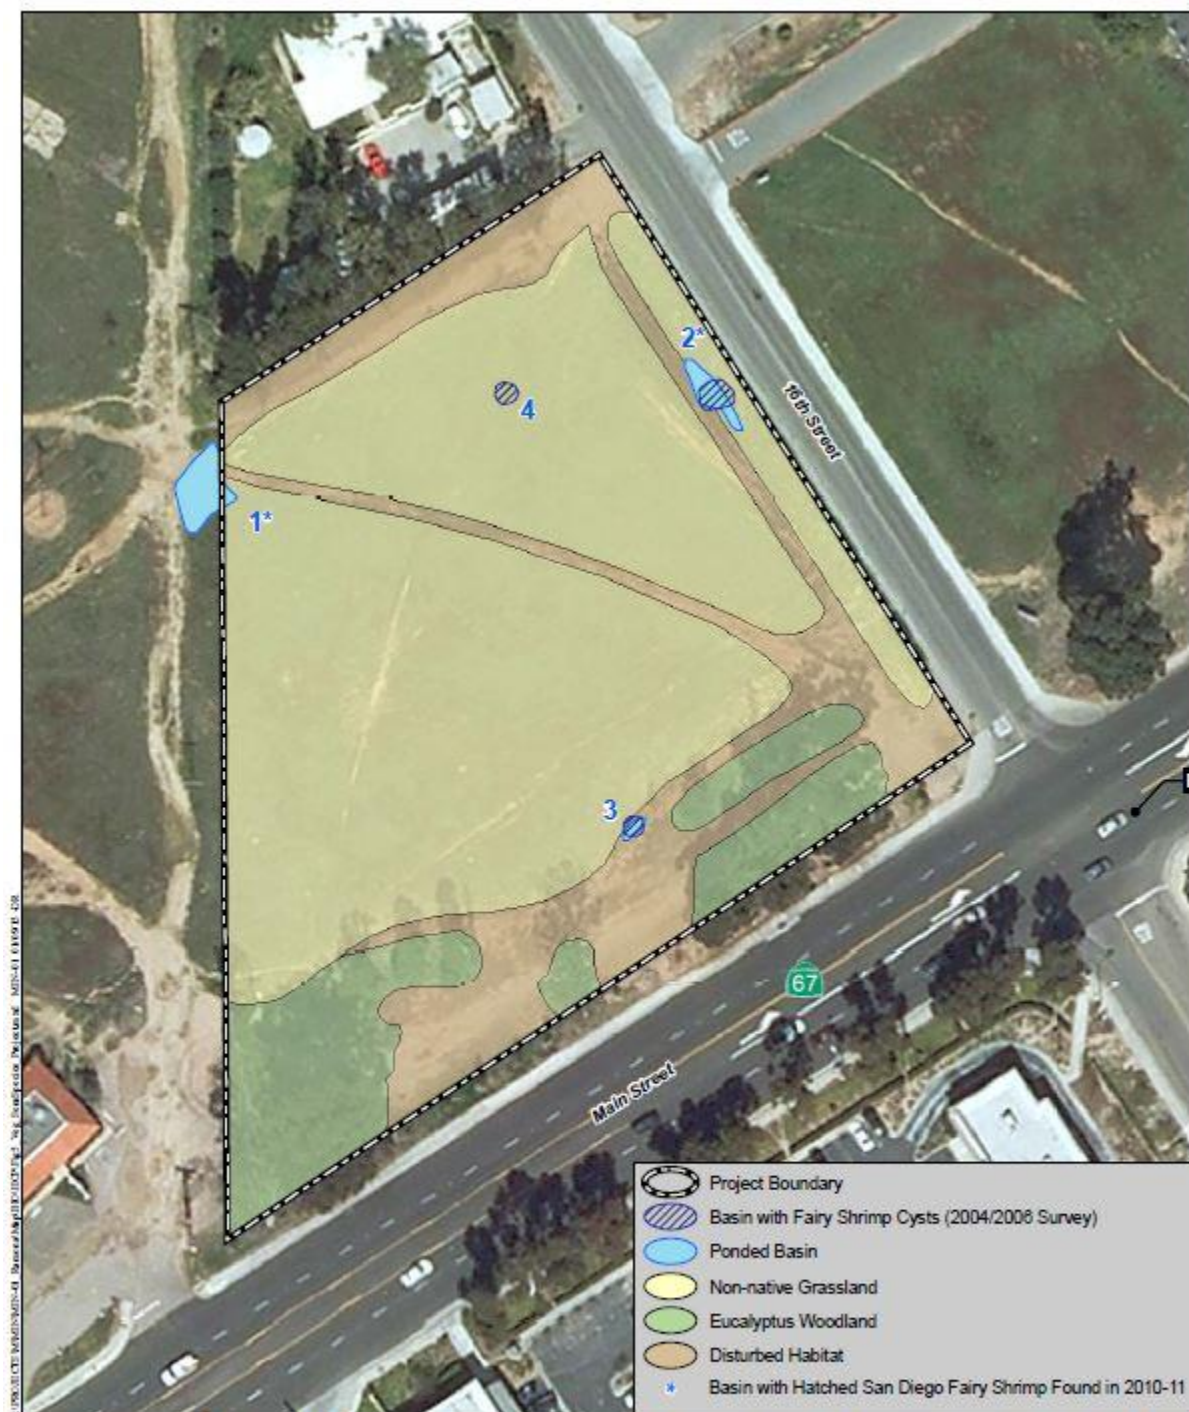 2*
4
16th Street
1*
3
67
Main Street
Project Boundary
Basin with Fairy Shrimp Cysts (2004/2006 Survey)
Ponded Basin
Non-native Grassland
Eucalyptus Woodland
Disturbed Habitat
* Basin with Hatched San Diego Fairy Shrimp Found in 2010-11